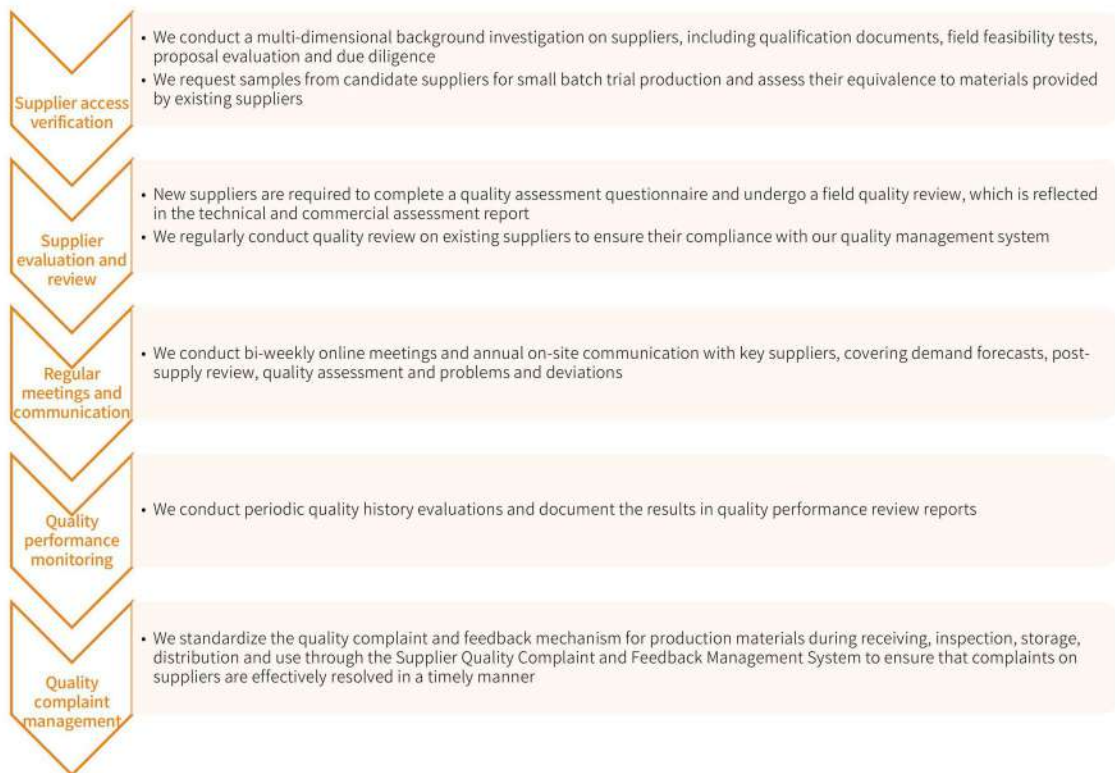 Supplier access
verification
• We conduct a multi-dimensional background investigation on suppliers, including qualification documents, field feasibility tests,
proposal evaluation and due diligence
• We request samples from candidate suppliers for small batch trial production and assess their equivalence to materials provided
by existing suppliers
Supplier
evaluation and
review
• New suppliers are required to complete a quality assessment questionnaire and undergo a field quality review, which is reflected
in the technical and commercial assessment report
• We regularly conduct quality review on existing suppliers to ensure their compliance with our quality management system
Regular
meetings and
communication
• We conduct bi-weekly online meetings and annual on-site communication with key suppliers, covering demand forecasts, post-
supply review, quality assessment and problems and deviations
Quality
performance
monitoring
• We conduct periodic quality history evaluations and document the results in quality performance review reports
Quality
complaint
management
• We standardize the quality complaint and feedback mechanism for production materials during receiving, inspection, storage,
distribution and use through the Supplier Quality Complaint and Feedback Management System to ensure that complaints on
suppliers are effectively resolved in a timely manner